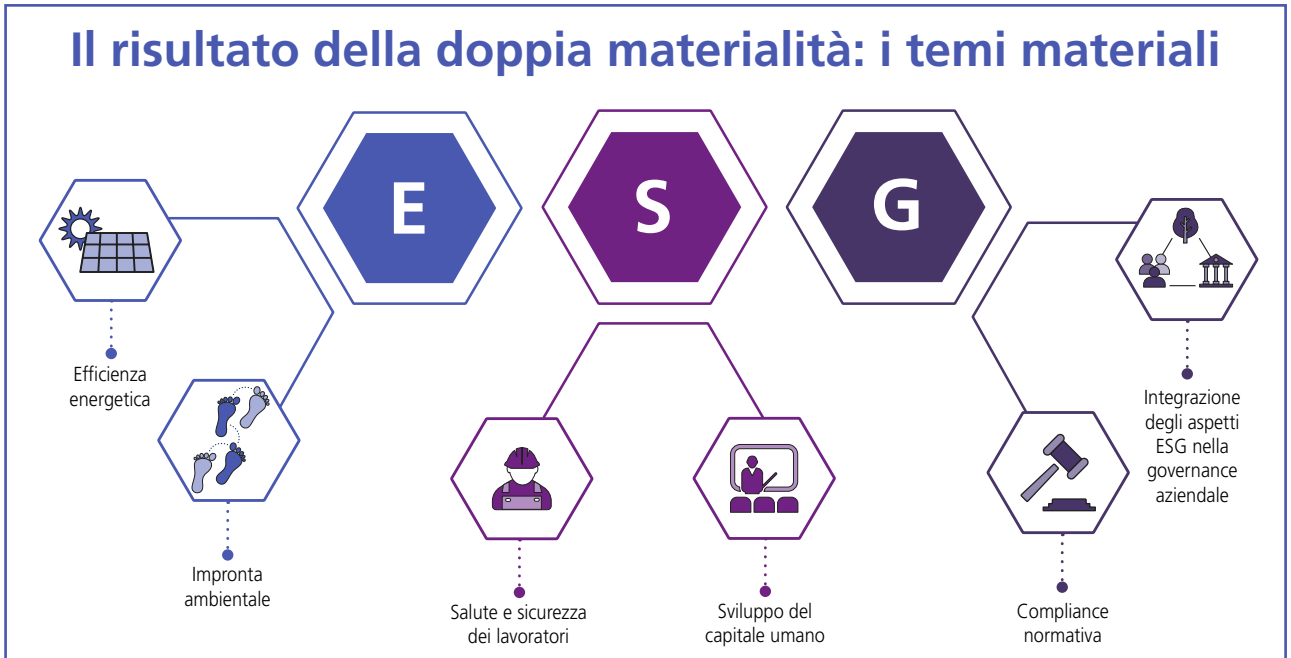 Il risultato della doppia materialità: i temi materiali
E
S
G
Efficienza
energetica
Impronta
ambientale
Salute e sicurezza
dei lavoratori
Sviluppo del
capitale umano
Compliance
normativa
Integrazione
degli aspetti
ESG nella
governance
aziendale